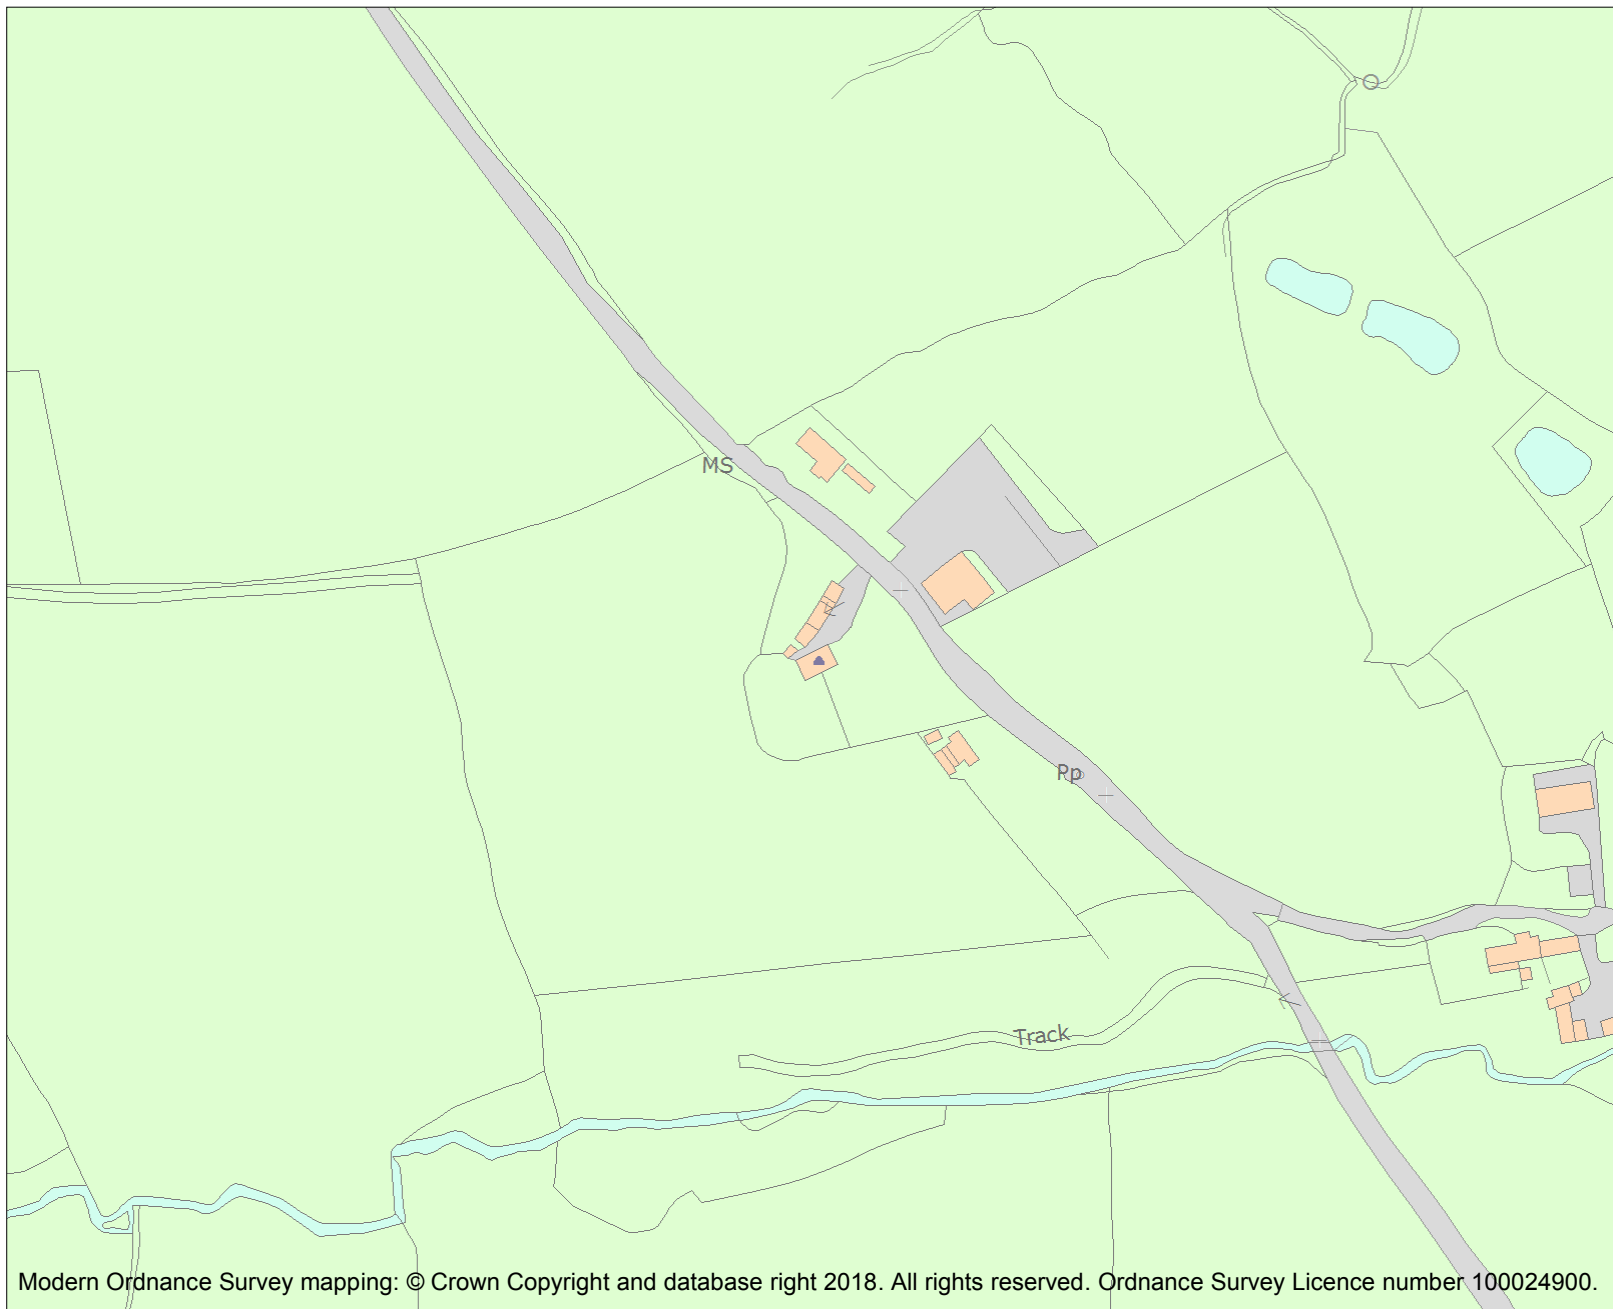 MS
Pp
Track
Modern Ordnance Survey mapping: © Crown Copyright and database right 2018. All rights reserved. Ordnance Survey Licence number 100024900.